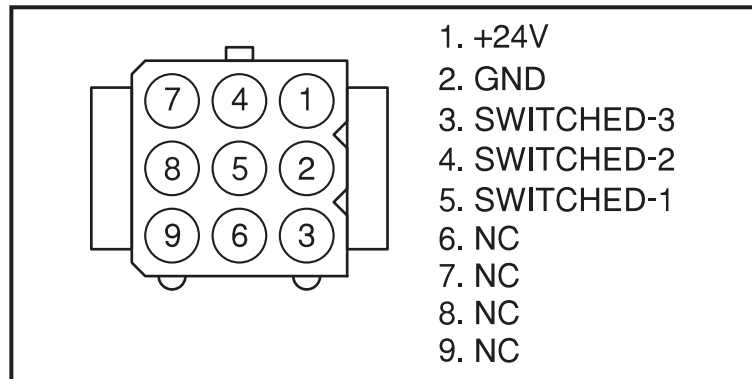 7 4 1
8 5 2
9 6 3
1. +24V
2. GND
3. SWITCHED-3
4. SWITCHED-2
5. SWITCHED-1
6. NC
7. NC
8. NC
9. NC